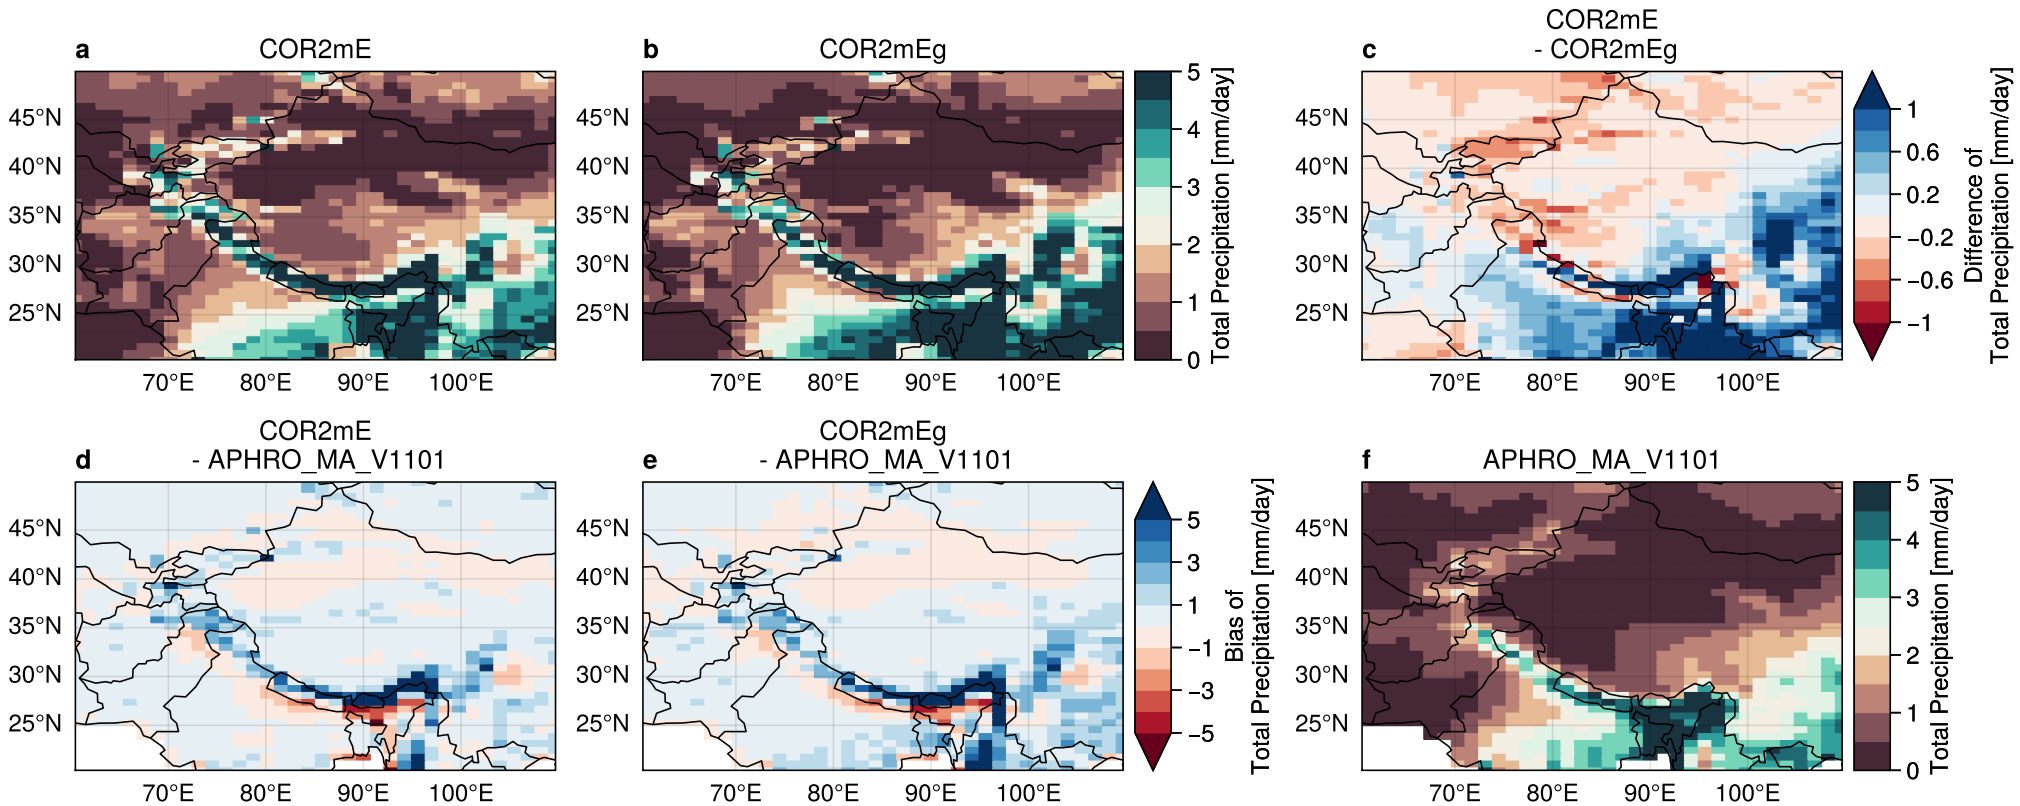 a COR2mE
45°N
40°N
35°N
30°N
25°N
70°E 80°E 90°E 100°E
b COR2mEg
45°N
40°N
35°N
30°N
25°N
70°E 80°E 90°E 100°E
5
4
3
2
1
0
Total Precipitation [mm/day]
COR2mE
c - COR2mEg
45°N
40°N
35°N
30°N
25°N
70°E 80°E 90°E 100°E
1
0.6
0.2
−0.2
−0.6
−1
Difference of
Total Precipitation [mm/day]
COR2mE
d - APHRO_MA_V1101
45°N
40°N
35°N
30°N
25°N
70°E 80°E 90°E 100°E
COR2mEg
e - APHRO_MA_V1101
45°N
40°N
35°N
30°N
25°N
70°E 80°E 90°E 100°E
5
3
1
−1
−3
−5
Bias of
Total Precipitation [mm/day]
f APHRO_MA_V1101
45°N
40°N
35°N
30°N
25°N
70°E 80°E 90°E 100°E
5
4
3
2
1
0
Total Precipitation [mm/day]